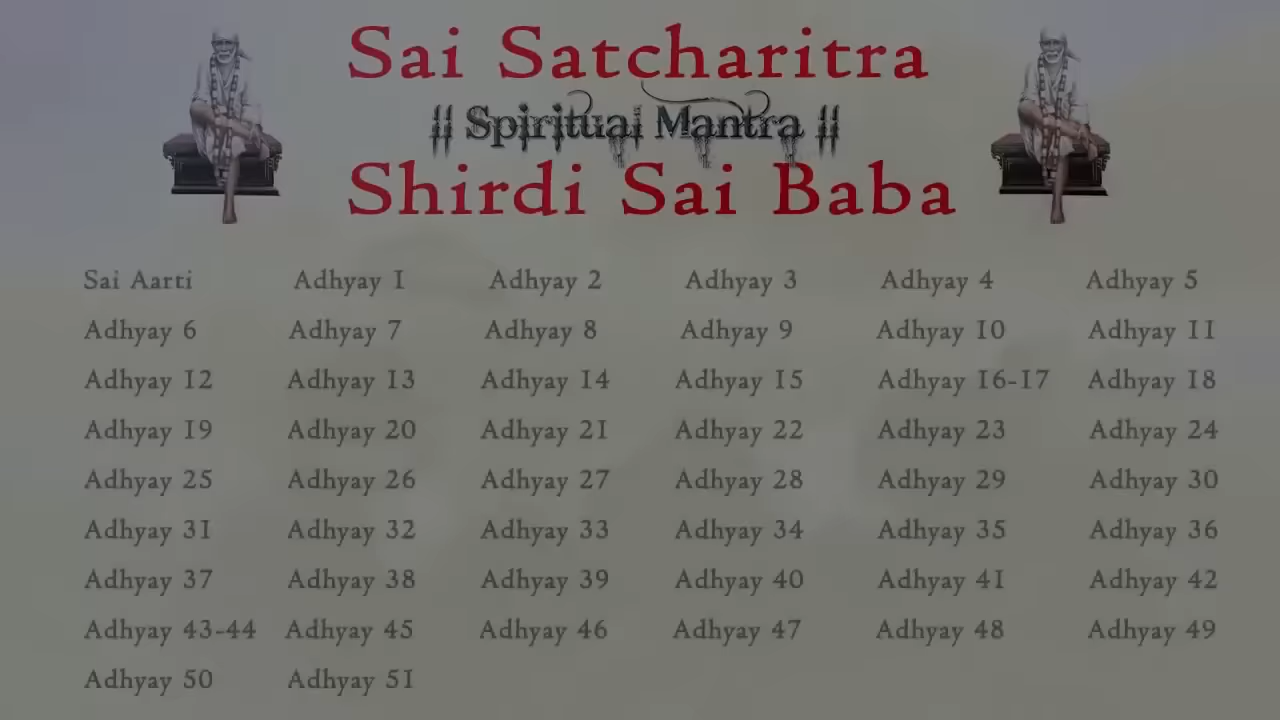 Sai Satcharitra
|| Spiritual Mantra ||
Shirdi Sai Baba
Sai Aarti Adhyay 1 Adhyay 2 Adhyay 3 Adhyay 4 Adhyay 5
Adhyay 6 Adhyay 7 Adhyay 8 Adhyay 9 Adhyay 10 Adhyay 11
Adhyay 12 Adhyay 13 Adhyay 14 Adhyay 15 Adhyay 16-17 Adhyay 18
Adhyay 19 Adhyay 20 Adhyay 21 Adhyay 22 Adhyay 23 Adhyay 24
Adhyay 25 Adhyay 26 Adhyay 27 Adhyay 28 Adhyay 29 Adhyay 30
Adhyay 31 Adhyay 32 Adhyay 33 Adhyay 34 Adhyay 35 Adhyay 36
Adhyay 37 Adhyay 38 Adhyay 39 Adhyay 40 Adhyay 41 Adhyay 42
Adhyay 43-44 Adhyay 45 Adhyay 46 Adhyay 47 Adhyay 48 Adhyay 49
Adhyay 50 Adhyay 51